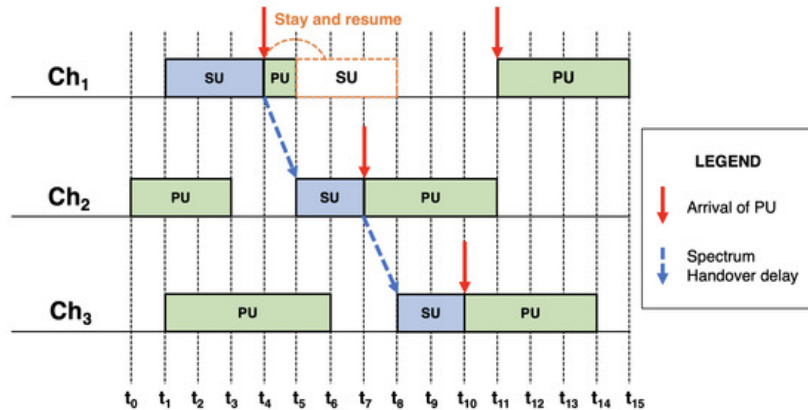 Stay and resume
Ch1 SU PU SU PU
Ch2 PU SU PU
Ch3 PU SU PU
t0 t1 t2 t3 t4 t5 t6 t7 t8 t9 t10 t11 t12 t13 t14 t15
LEGEND
Arrival of PU
Spectrum
Handover delay